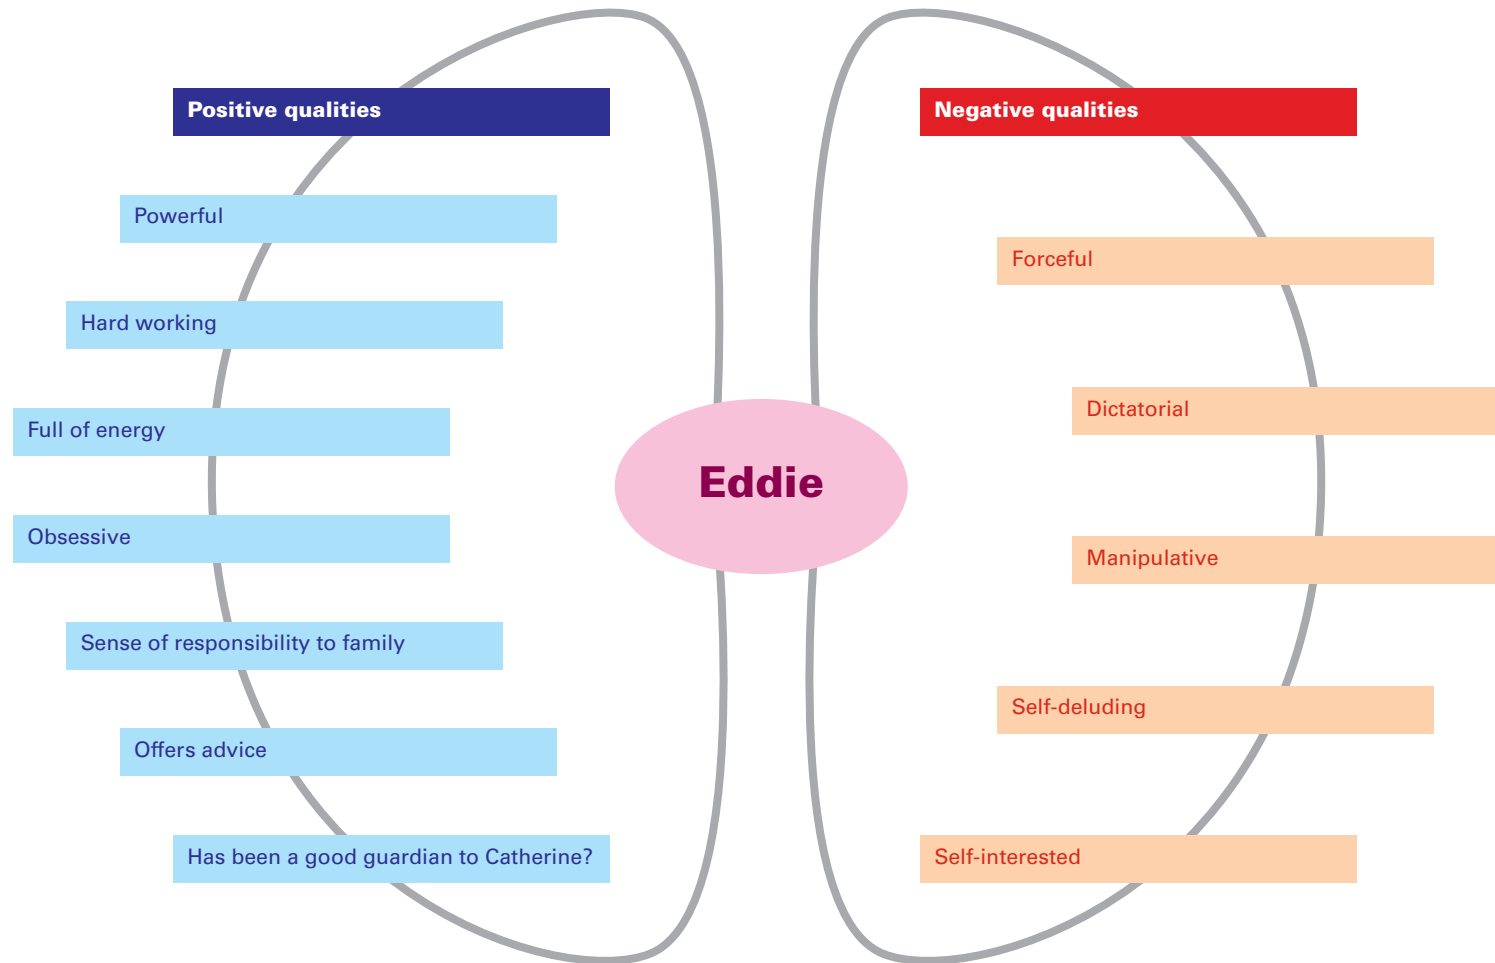 Positive qualities
Powerful
Hard working
Full of energy
Obsessive
Sense of responsibility to family
Offers advice
Has been a good guardian to Catherine?
Eddie
Negative qualities
Forceful
Dictatorial
Manipulative
Self-deluding
Self-interested